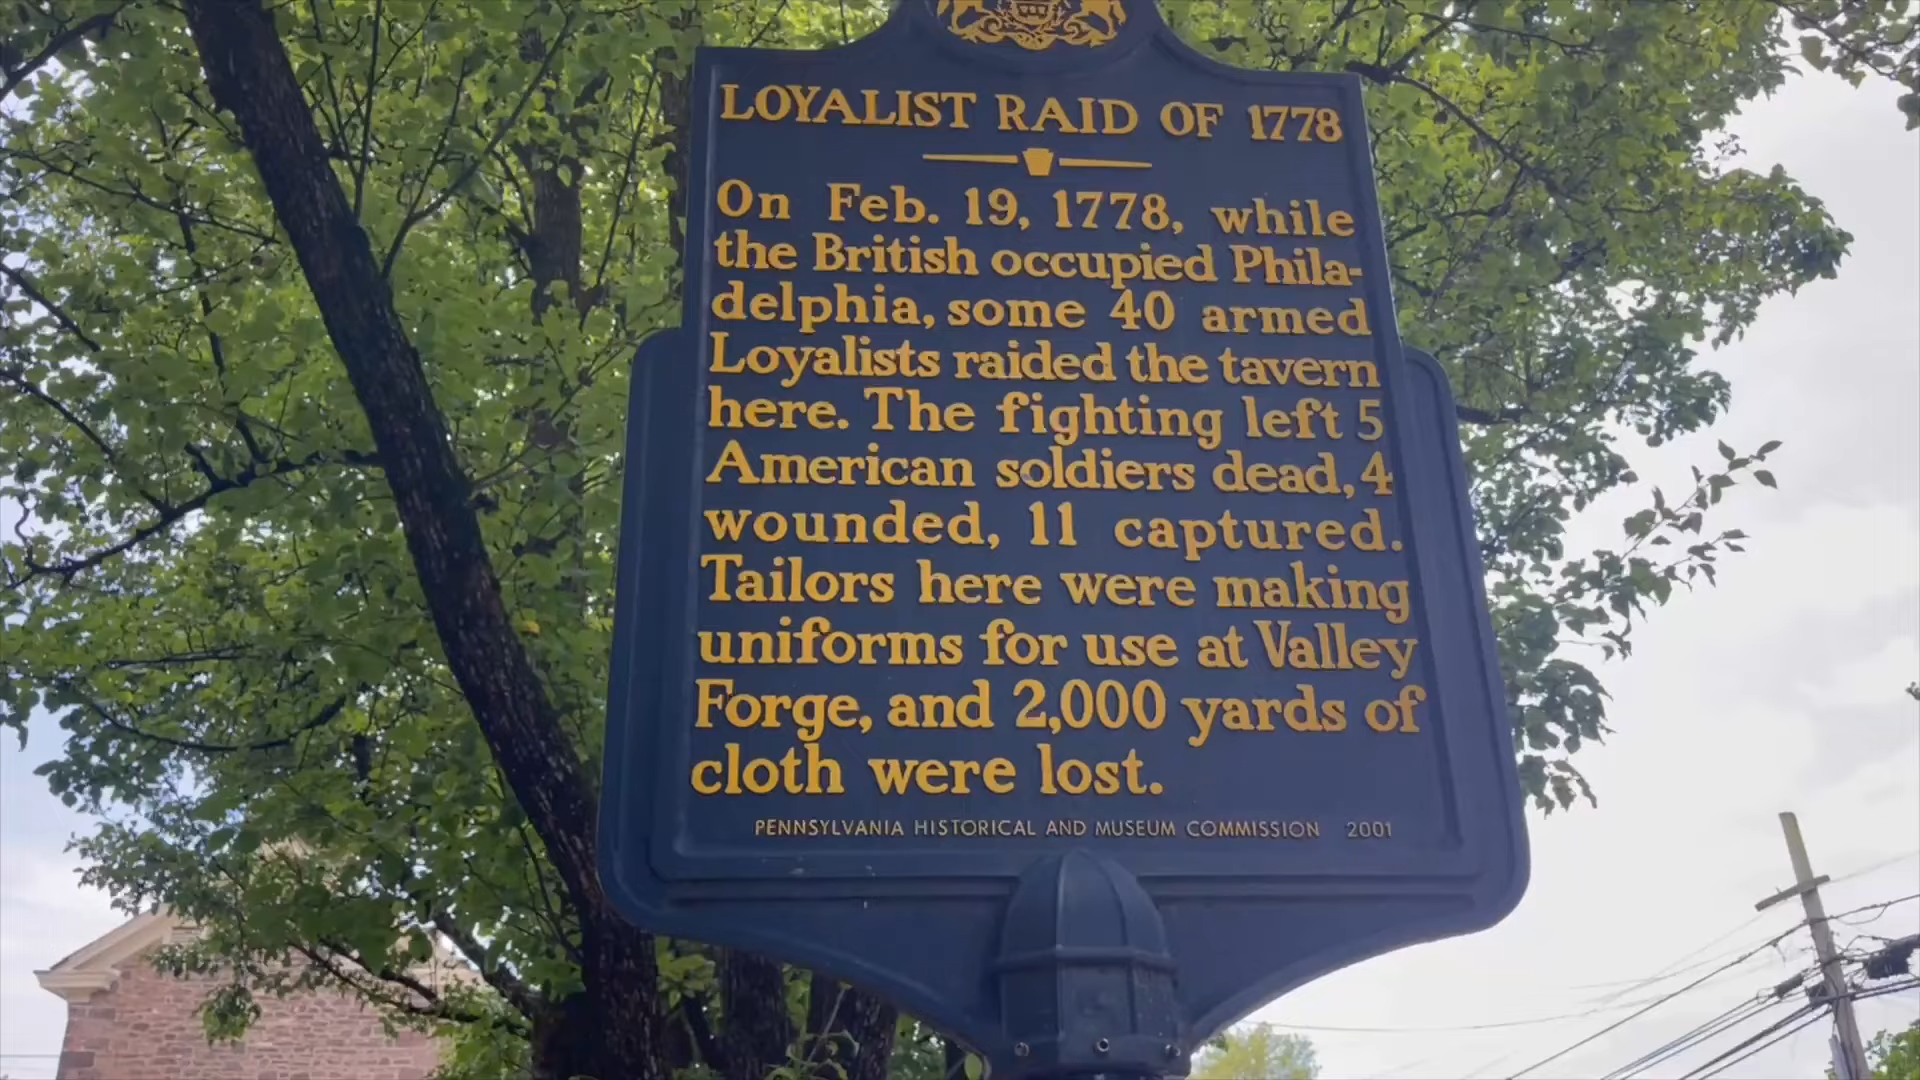 LOYALIST RAID OF 1778
On Feb. 19, 1778, while
the British occupied Phila-
delphia, some 40 armed
Loyalists raided the tavern
here. The fighting left 5
American soldiers dead, 4
wounded, 11 captured.
Tailors here were making
uniforms for use at Valley
Forge, and 2,000 yards of
cloth were lost.
PENNSYLVANIA HISTORICAL AND MUSEUM COMMISSION 2001